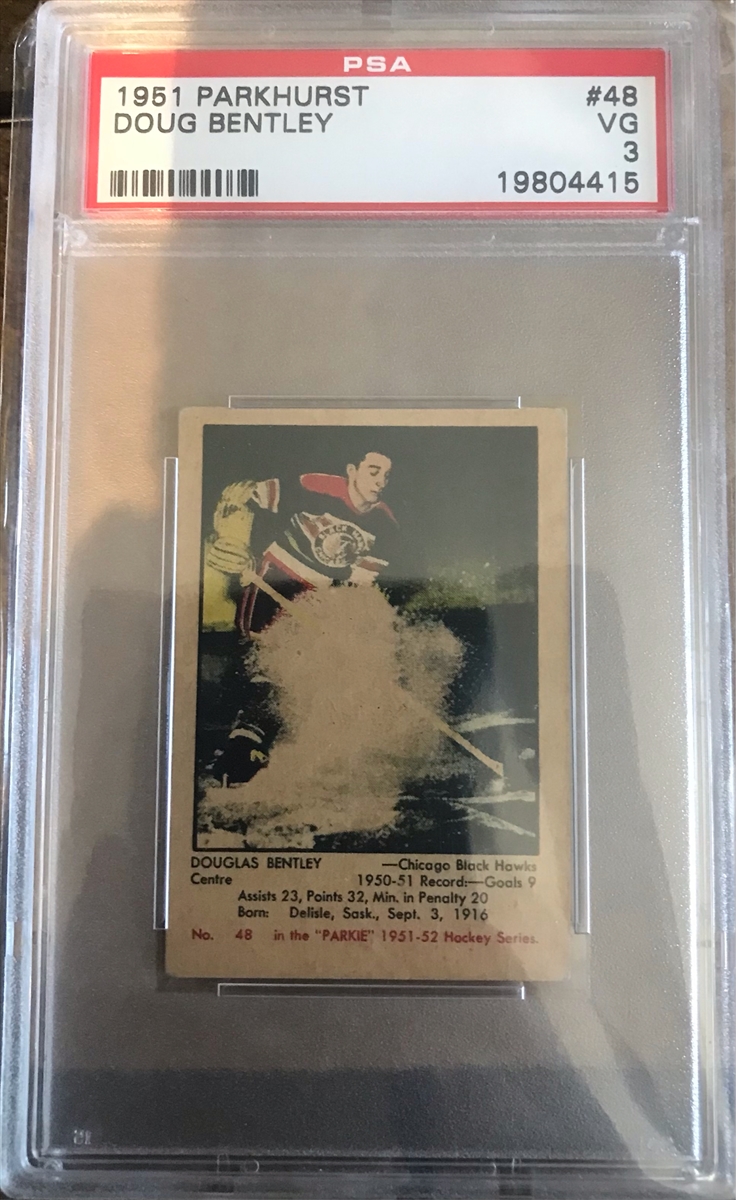 PSA
1951 PARKHURST #48
DOUG BENTLEY VG
3
19804415
BLACK HAWKS
DOUGLAS BENTLEY —Chicago Black Hawks
Centre 1950-51 Record:—Goals 9
Assists 23, Points 32, Min. in Penalty 20
Born: Delisle, Sask., Sept. 3, 1916
No. 48 in the "PARKIE" 1951-52 Hockey Series.